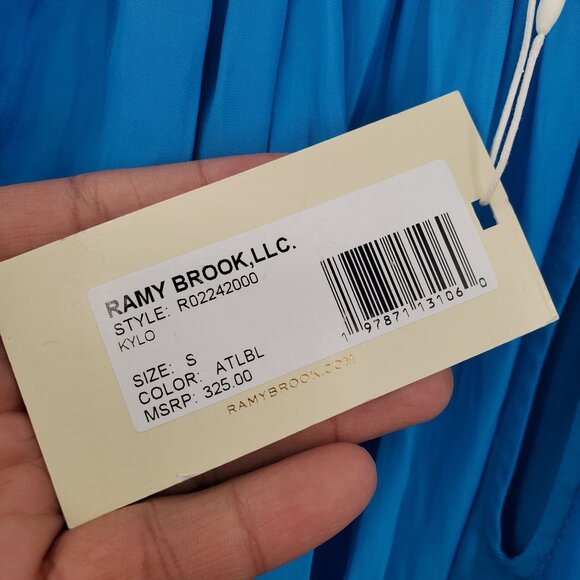 RAMY BROOK,LLC.
STYLE: R02242000
KYLO
SIZE: S
COLOR: ATLBL
MSRP: 325.00
1 97871 13106 0
RAMYBROOK.COM